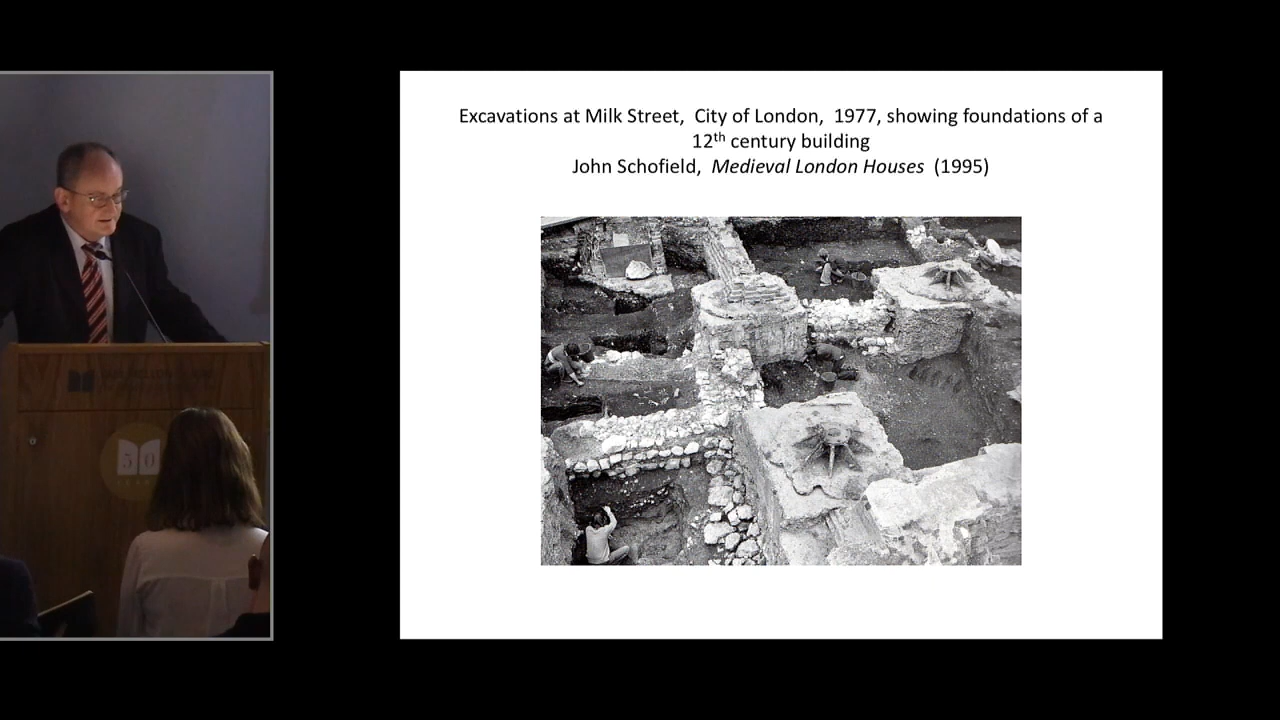 Excavations at Milk Street, City of London, 1977, showing foundations of a
12th century building
John Schofield, Medieval London Houses (1995)
50